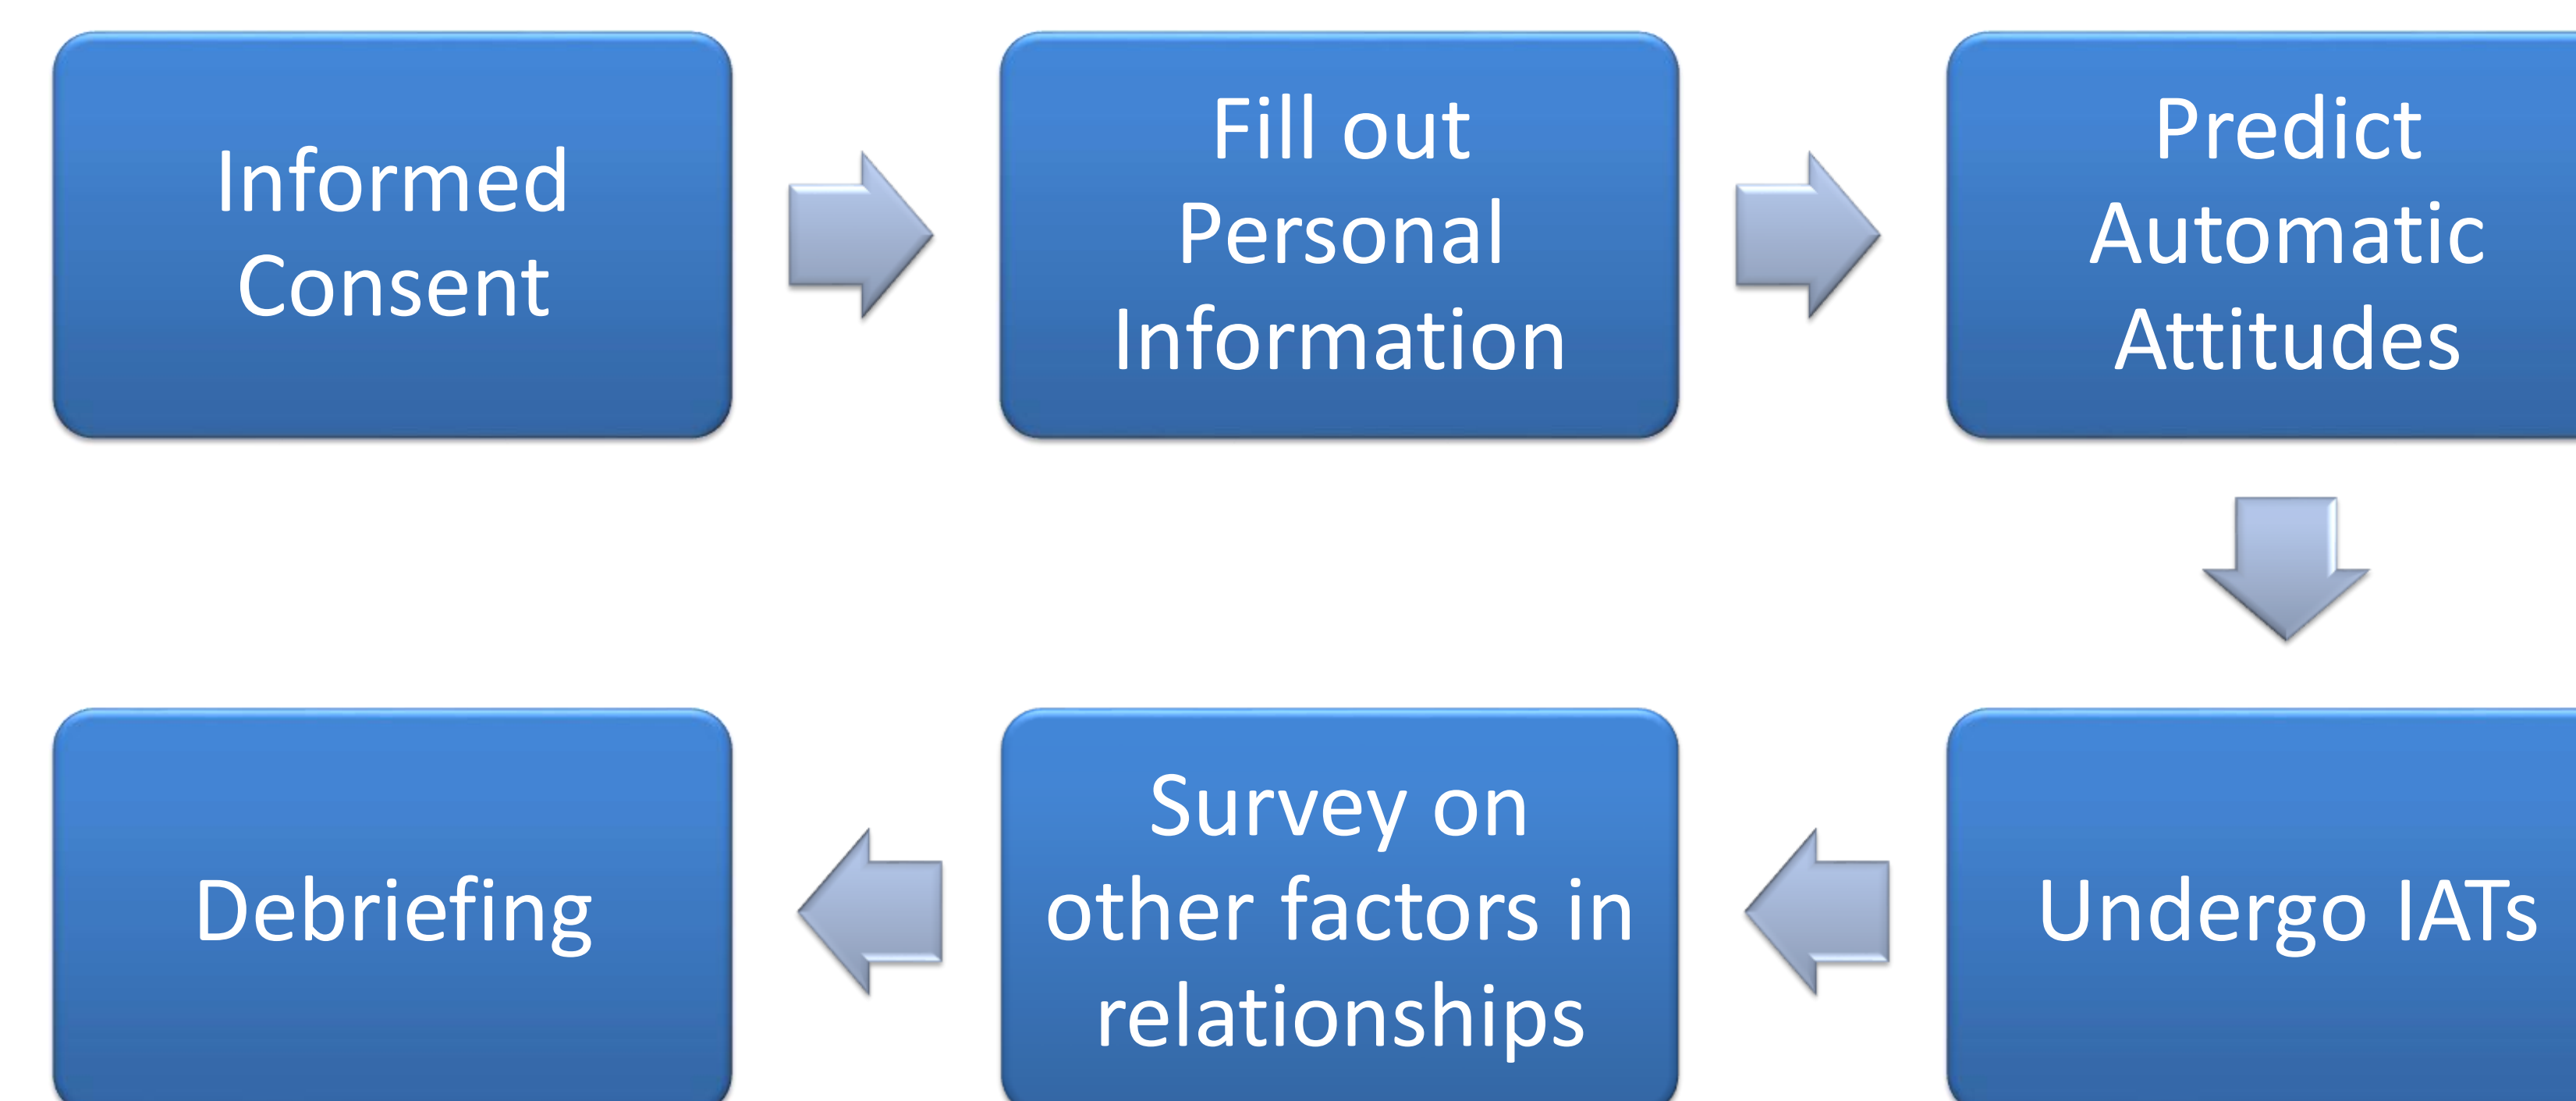 Informed
Consent
Fill out
Personal
Information
Predict
Automatic
Attitudes
Undergo IATs
Survey on
other factors in
relationships
Debriefing